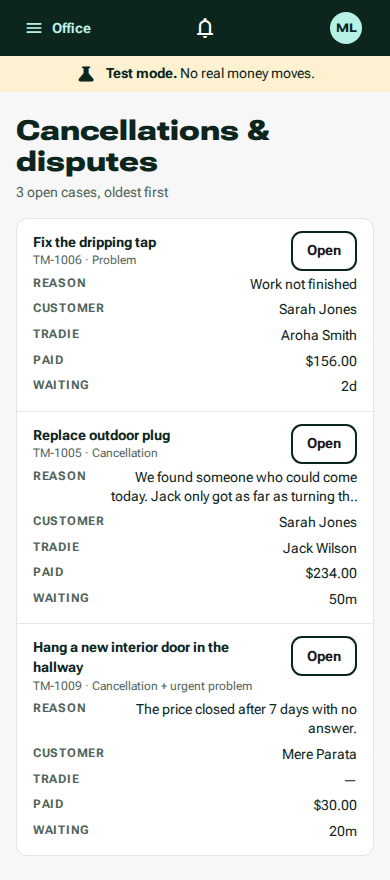 Office
ML
Test mode. No real money moves.
Cancellations &
disputes
3 open cases, oldest first
Fix the dripping tap
Open
TM-1006 · Problem
REASON Work not finished
CUSTOMER Sarah Jones
TRADIE Aroha Smith
PAID $156.00
WAITING 2d
Replace outdoor plug
Open
TM-1005 · Cancellation
REASON We found someone who could come
today. Jack only got as far as turning th..
CUSTOMER Sarah Jones
TRADIE Jack Wilson
PAID $234.00
WAITING 50m
Hang a new interior door in the
hallway
Open
TM-1009 · Cancellation + urgent problem
REASON The price closed after 7 days with no
answer.
CUSTOMER Mere Parata
TRADIE —
PAID $30.00
WAITING 20m